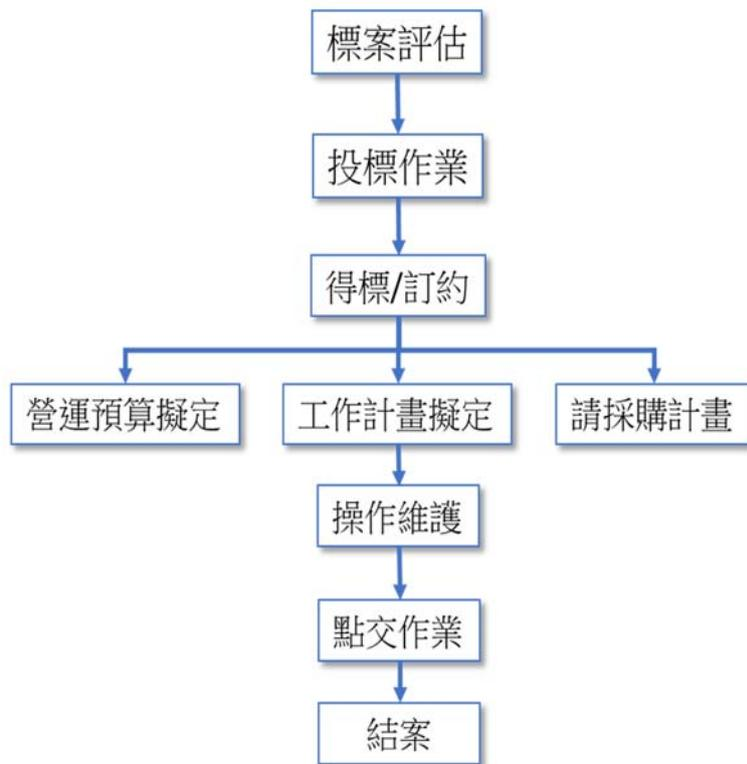 標案評估
投標作業
得標/訂約
營運預算擬定
工作計畫擬定
請採購計畫
操作維護
點交作業
結案